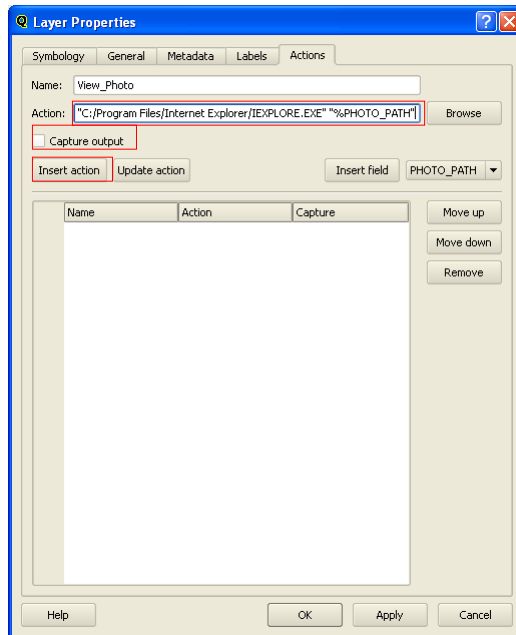 Layer Properties
Symbology General Metadata Labels Actions
Name: View_Photo
Action: "C:/Program Files/Internet Explorer/IEXPLORE.EXE" "%PHOTO_PATH" Browse
Capture output
Insert action Update action Insert field PHOTO_PATH
Name Action Capture Move up
Move down
Remove
Help OK Apply Cancel